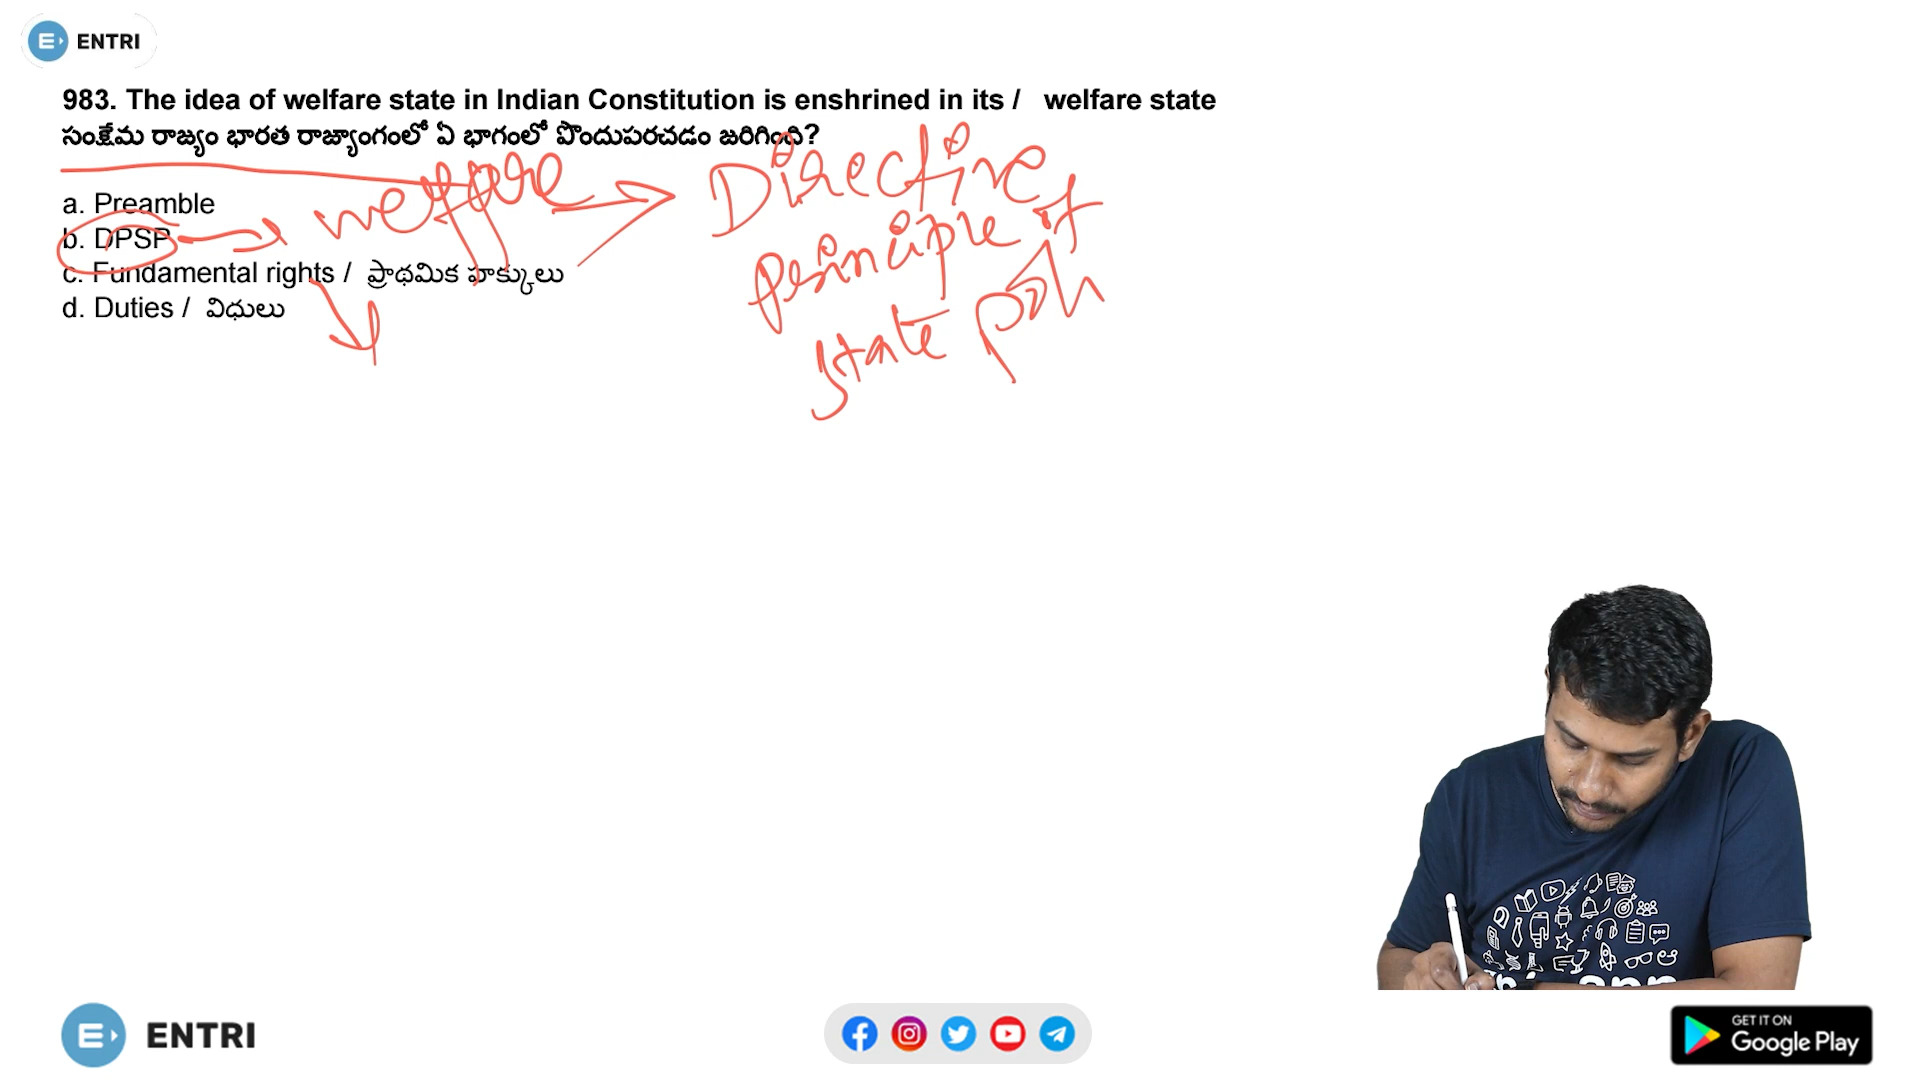 ENTRI
983. The idea of welfare state in Indian Constitution is enshrined in its / welfare state
సంక్షేమ రాజ్యం భారత రాజ్యాంగంలో ఏ భాగంలో పొందుపరచడం జరిగింది?
a. Preamble
b. DPSP
c. Fundamental rights / ప్రాథమిక హక్కులు
d. Duties / విధులు
welfare
Directive
principle of
state
ENTRI
GET IT ON
Google Play